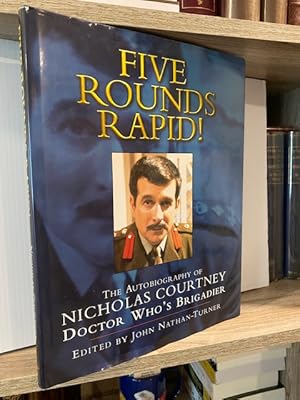 FIVE
ROUNDS
RAPID!
THE AUTOBIOGRAPHY OF
NICHOLAS COURTNEY
DOCTOR WHO'S BRIGADIER
EDITED BY JOHN NATHAN-TURNER